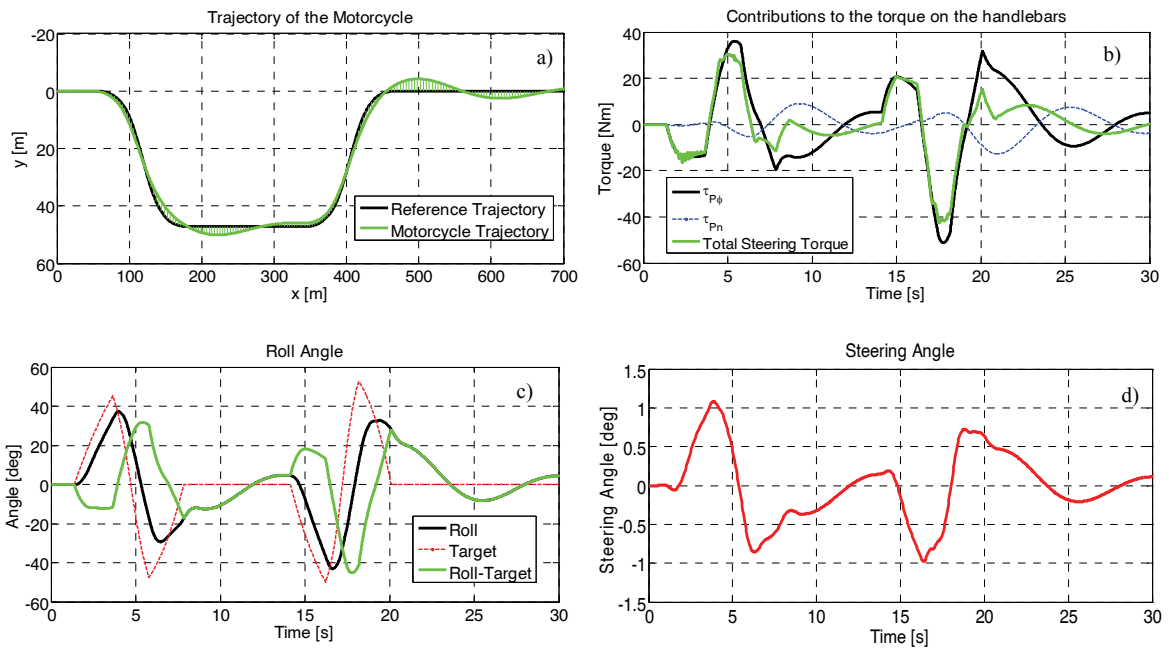 Trajectory of the Motorcycle
a)
y [m]
-20
0
20
40
60
Reference Trajectory
Motorcycle Trajectory
0 100 200 300 400 500 600 700
x [m]
Contributions to the torque on the handlebars
b)
Torque [Nm]
40
20
0
-20
-40
-60
τPϕ
τPn
Total Steering Torque
0 5 10 15 20 25 30
Time [s]
Roll Angle
c)
Angle [deg]
60
40
20
0
-20
-40
-60
Roll
Target
Roll-Target
0 5 10 15 20 25 30
Time [s]
Steering Angle
d)
Steering Angle [deg]
1.5
1
0.5
0
-0.5
-1
-1.5
0 5 10 15 20 25 30
Time [s]